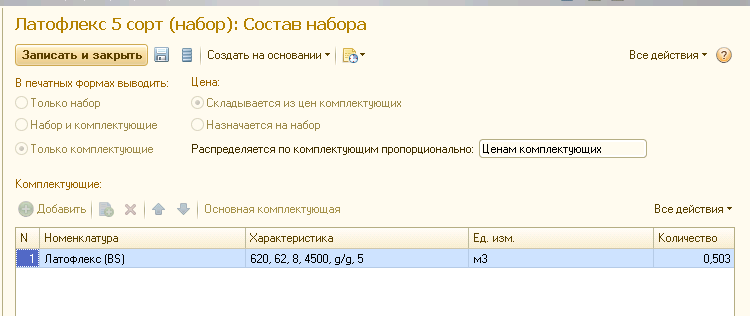 Латофлекс 5 сорт (набор): Состав набора
Записать и закрыть Создать на основании Все действия ?
В печатных формах выводить: Цена:
Только набор Складывается из цен комплектующих
Набор и комплектующие Назначается на набор
Только комплектующие Распределяется по комплектующим пропорционально: Ценам комплектующих
Комплектующие:
Добавить Основная комплектующая Все действия
N Номенклатура Характеристика Ед. изм. Количество
1 Латофлекс (BS) 620, 62, 8, 4500, g/g, 5 м3 0,503